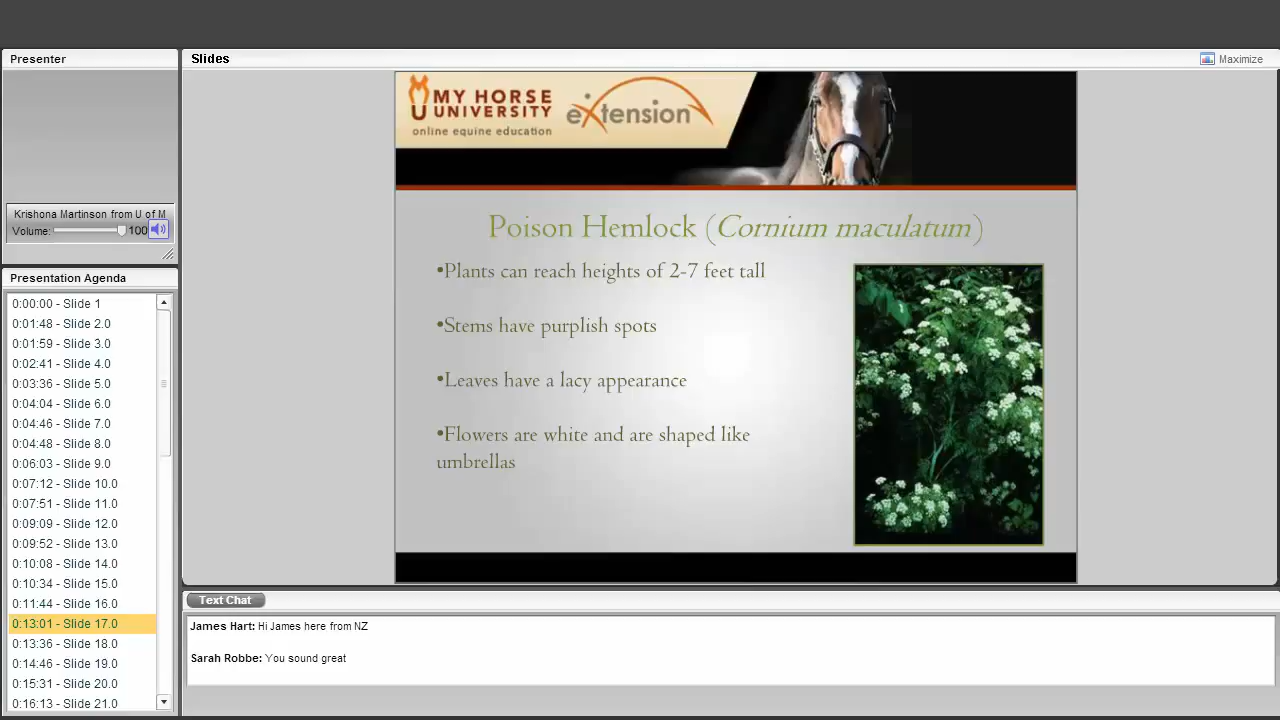 Presenter
Slides
Maximize
MY HORSE
UNIVERSITY
online equine education
eXtension
Krishona Martinson from U of M
Volume: 100
Presentation Agenda
0:00:00 - Slide 1
0:01:48 - Slide 2.0
0:01:59 - Slide 3.0
0:02:41 - Slide 4.0
0:03:36 - Slide 5.0
0:04:04 - Slide 6.0
0:04:46 - Slide 7.0
0:04:48 - Slide 8.0
0:06:03 - Slide 9.0
0:07:12 - Slide 10.0
0:07:51 - Slide 11.0
0:09:09 - Slide 12.0
0:09:52 - Slide 13.0
0:10:08 - Slide 14.0
0:10:34 - Slide 15.0
0:11:44 - Slide 16.0
0:13:01 - Slide 17.0
0:13:36 - Slide 18.0
0:14:46 - Slide 19.0
0:15:31 - Slide 20.0
0:16:13 - Slide 21.0
Poison Hemlock (Cornium maculatum)
•Plants can reach heights of 2-7 feet tall
•Stems have purplish spots
•Leaves have a lacy appearance
•Flowers are white and are shaped like
umbrellas
Text Chat
James Hart: Hi James here from NZ
Sarah Robbe: You sound great